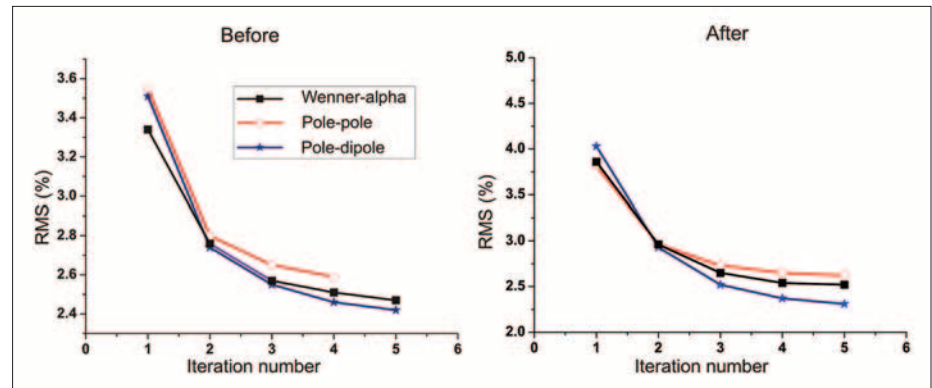 Before
3.6
3.4
3.2
3.0
2.8
2.6
2.4
RMS (%)
0 1 2 3 4 5 6
Iteration number
Wenner-alpha
Pole-pole
Pole-dipole
After
5.0
4.5
4.0
3.5
3.0
2.5
2.0
RMS (%)
0 1 2 3 4 5 6
Iteration number